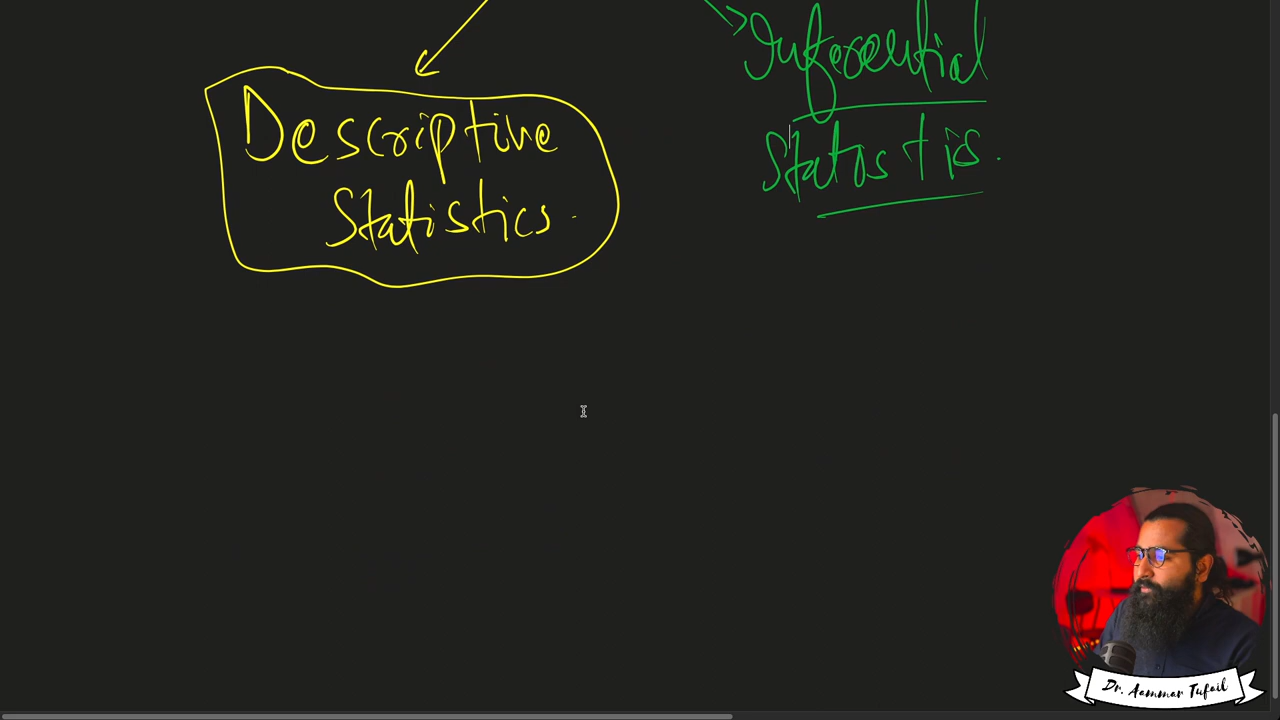 Descriptive
Statistics.
Inferential
Statistis.
Dr. Aammar Tufail